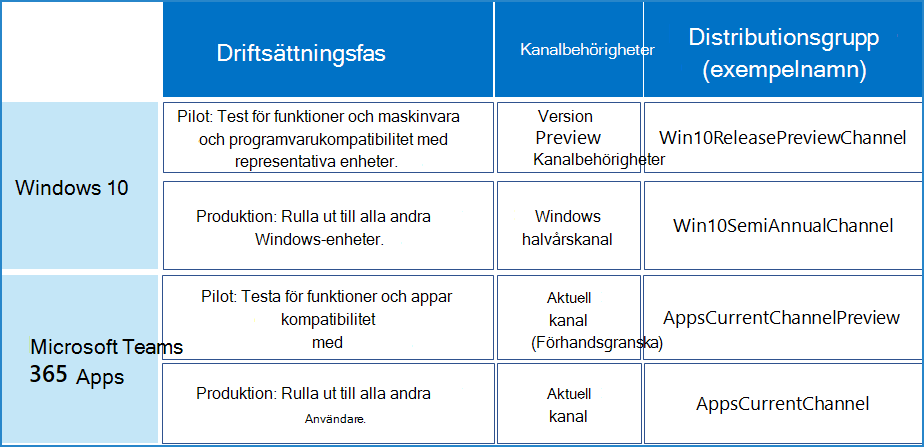 Driftsättningsfas
Kanalbehörigheter
Distributionsgrupp
(exempelnamn)
Windows 10
Pilot: Test för funktioner och maskinvara
och programvarukompatibilitet med
representativa enheter.
Version
Preview
Kanalbehörigheter
Win10ReleasePreviewChannel
Produktion: Rulla ut till alla andra
Windows-enheter.
Windows
halvårskanal
Win10SemiAnnualChannel
Microsoft Teams
365 Apps
Pilot: Testa för funktioner och appar
kompatibilitet
med
Aktuell
kanal
(Förhandsgranska)
AppsCurrentChannelPreview
Produktion: Rulla ut till alla andra
Användare.
Aktuell
kanal
AppsCurrentChannel